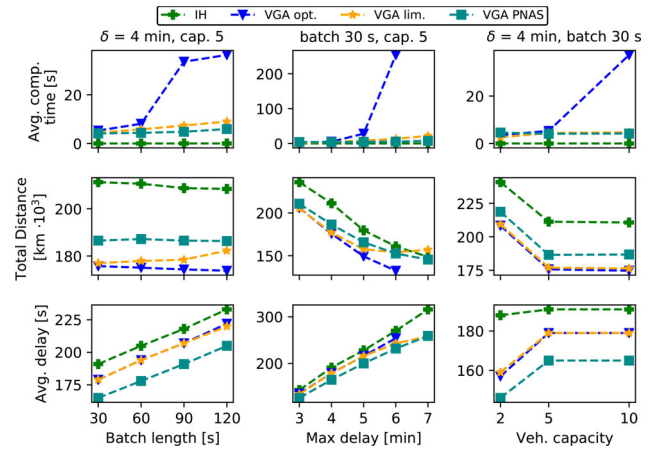 IH VGA opt. VGA lim. VGA PNAS
δ = 4 min, cap. 5 batch 30 s, cap. 5 δ = 4 min, batch 30 s
Avg. comp.
time [s]
20
0
200
100
0
20
0
Total Distance
[km ·10³)
200
180
200
150
225
200
175
Avg. delay [s]
225
200
175
300
200
180
160
30 60 90 120 3 4 5 6 7 2 5 10
Batch length [s] Max delay [min] Veh. capacity